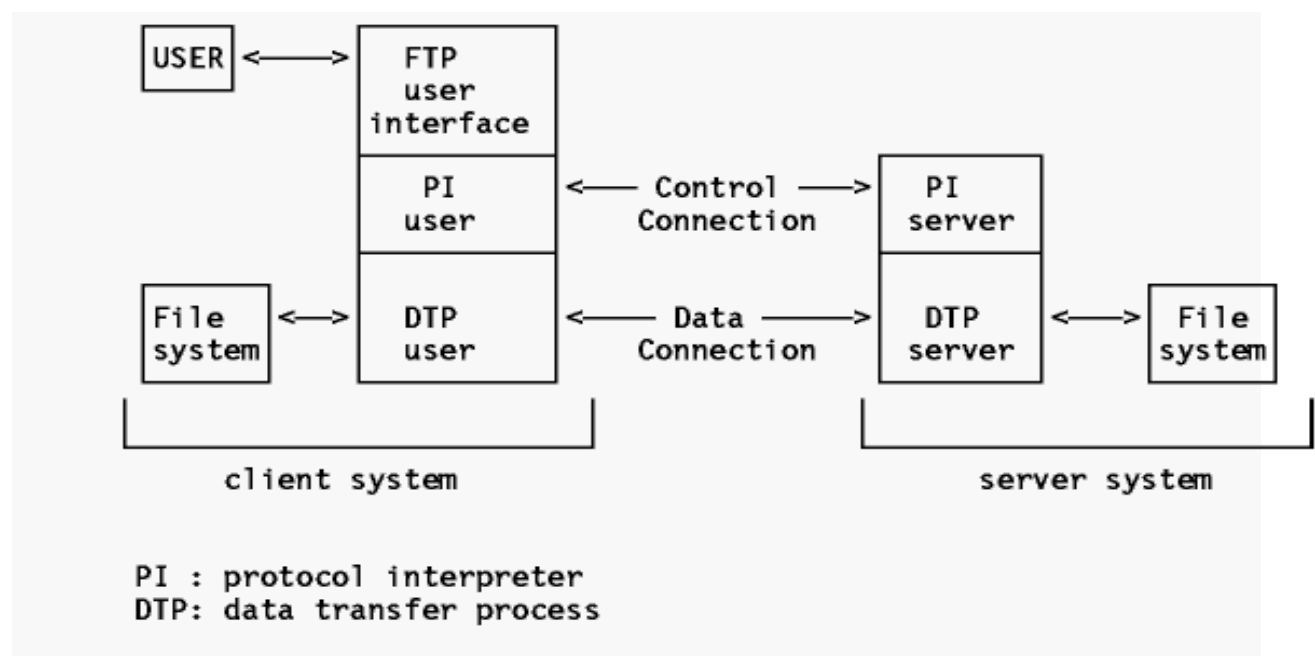 USER <——> FTP
user
interface
PI <—— Control ——> PI
user Connection server
File <—> DTP <—— Data ——> DTP <—> File
system user Connection server system
client system server system
PI : protocol interpreter
DTP: data transfer process